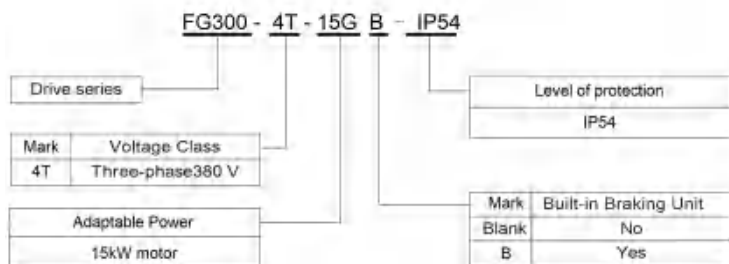 FG300 - 4T - 15G B - IP54
Drive series
Level of protection
IP54
Mark Voltage Class
4T Three-phase380 V
Adaptable Power
15kW motor
Mark Built-in Braking Unit
Blank No
B Yes